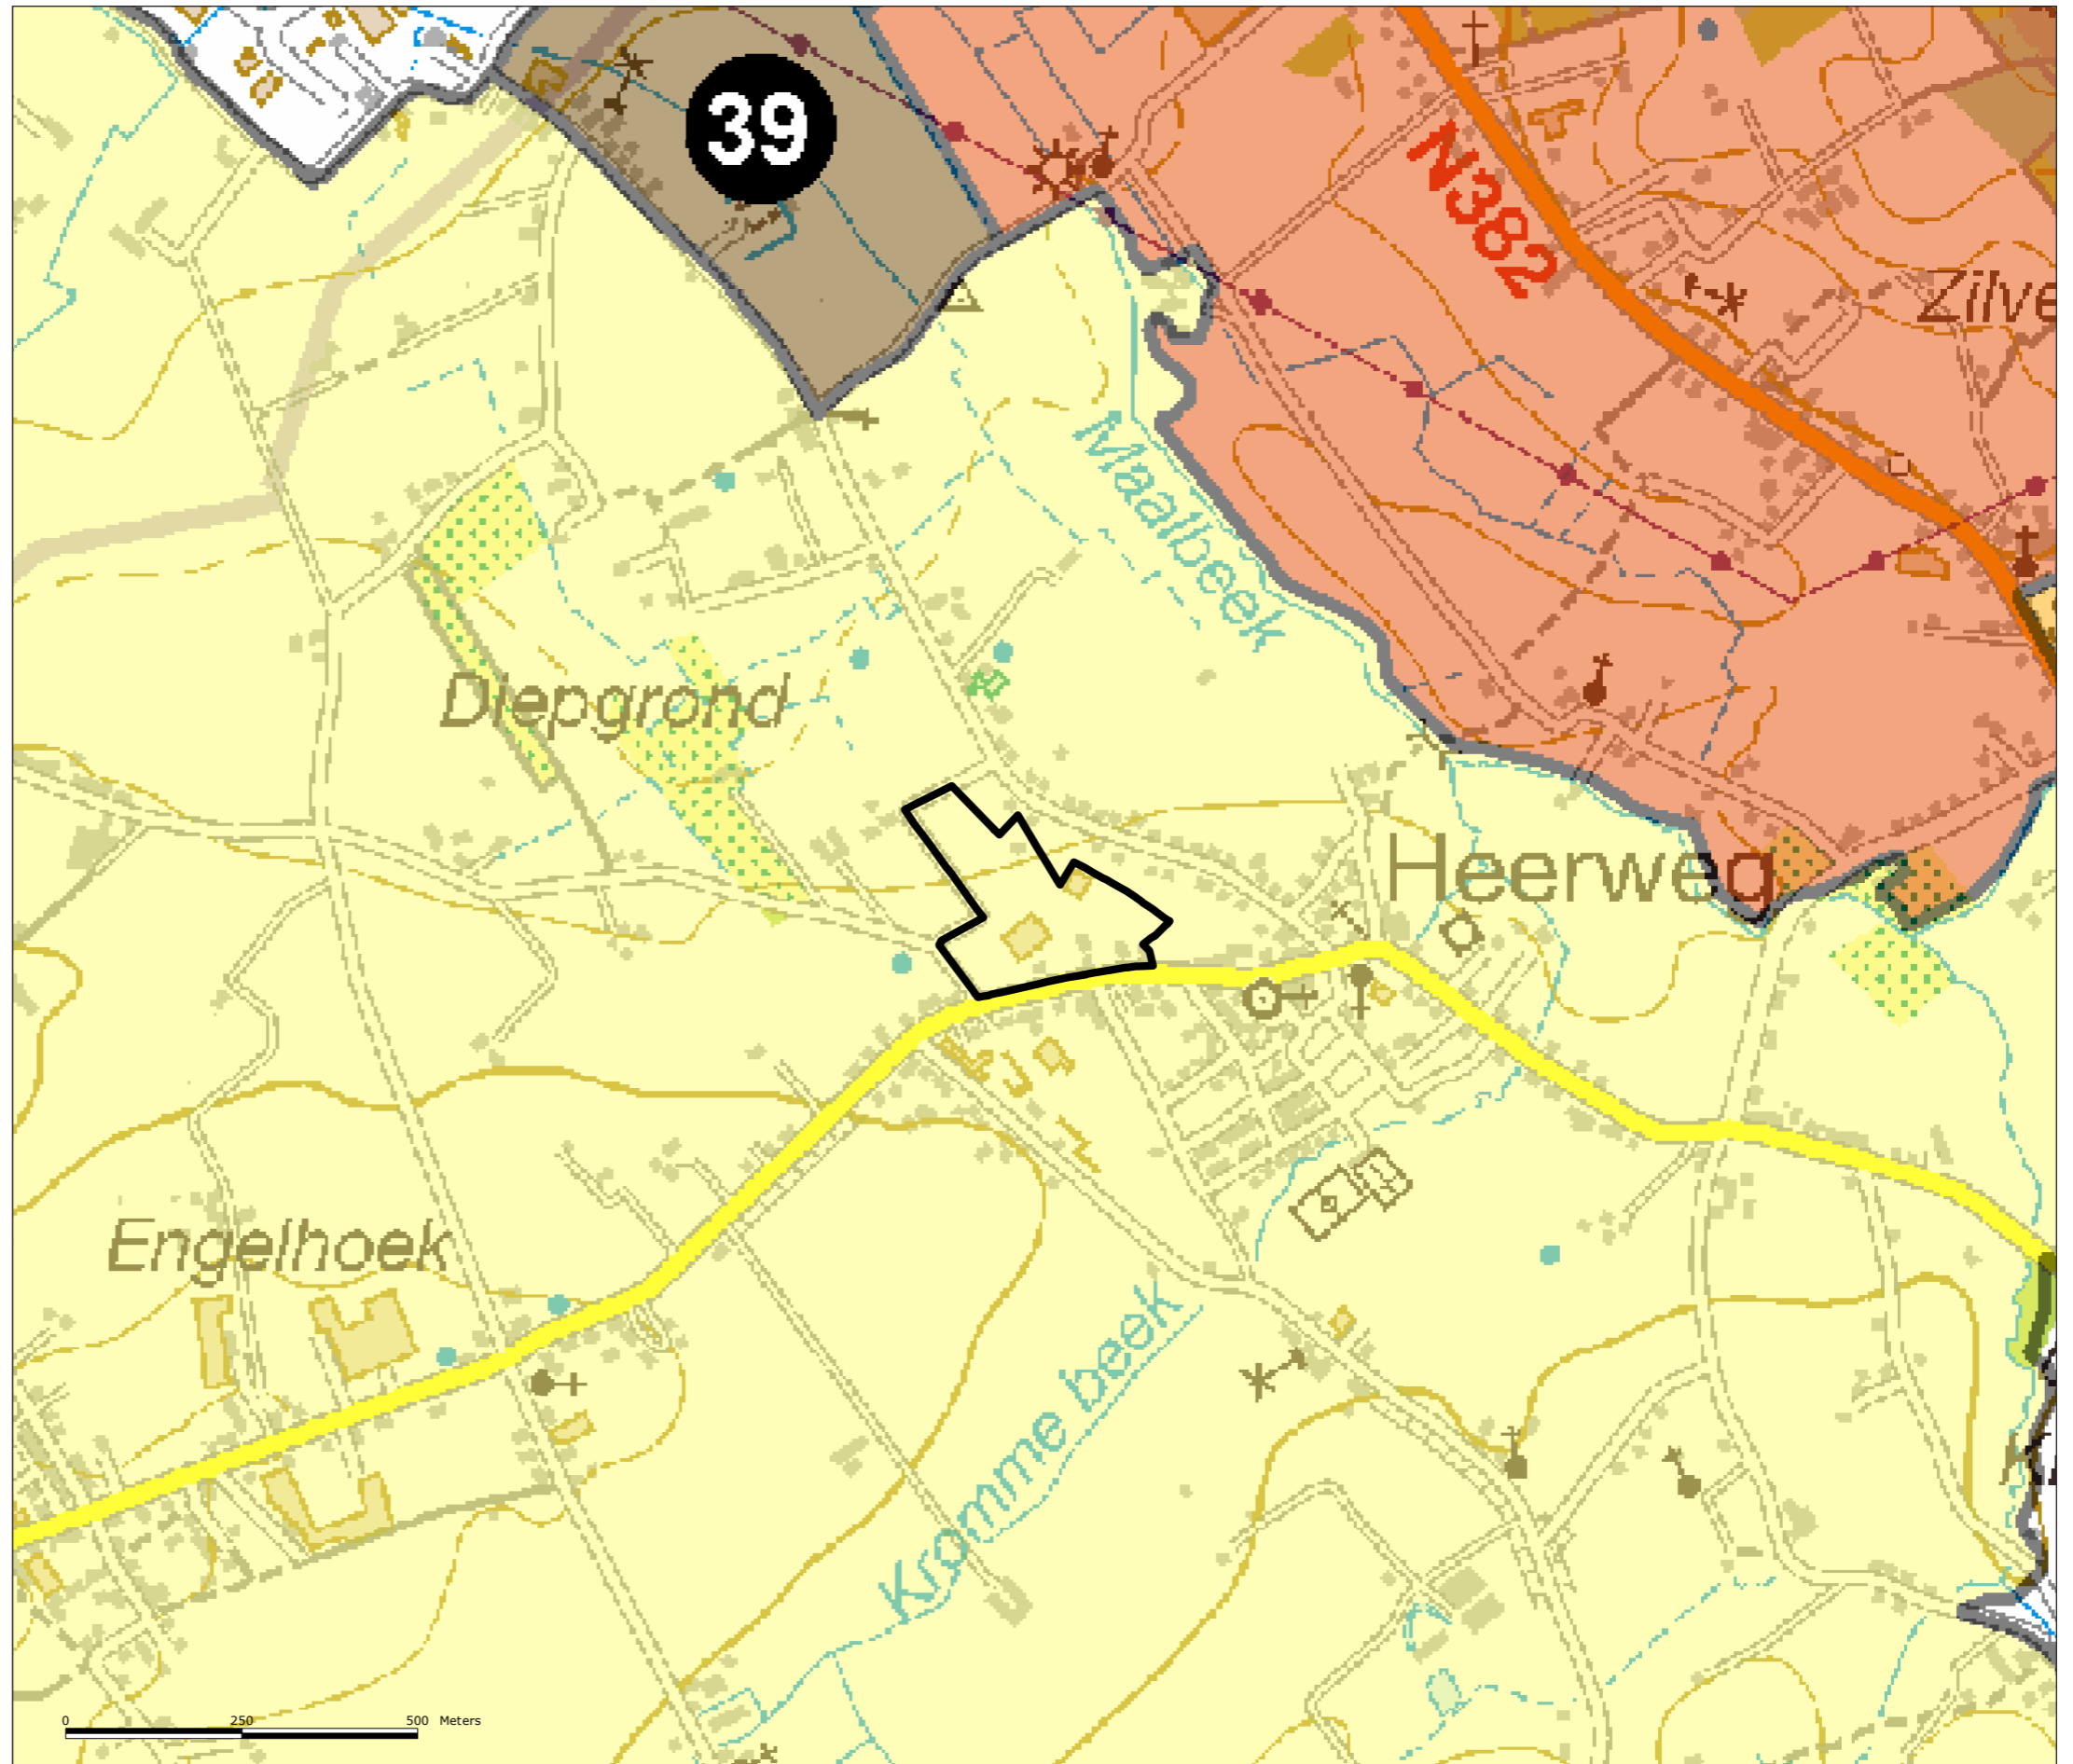 39
N382
Zilve
Maalbeek
Diepgrond
Heerweg
Engelhoek
Kromme beek
0 250 500 Meters